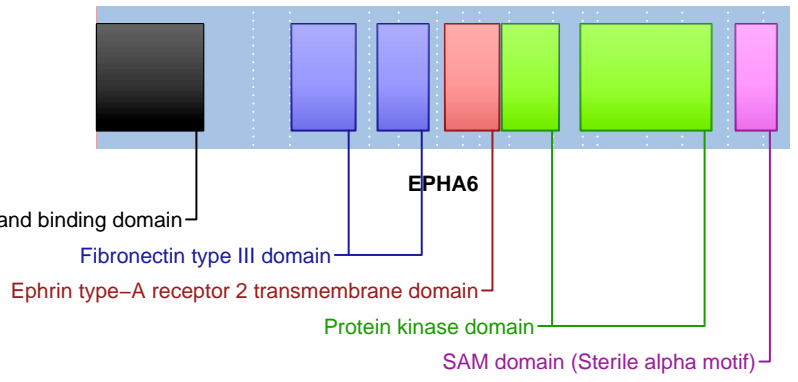 EPHA6
and binding domain
Fibronectin type III domain
Ephrin type−A receptor 2 transmembrane domain
Protein kinase domain
SAM domain (Sterile alpha motif)